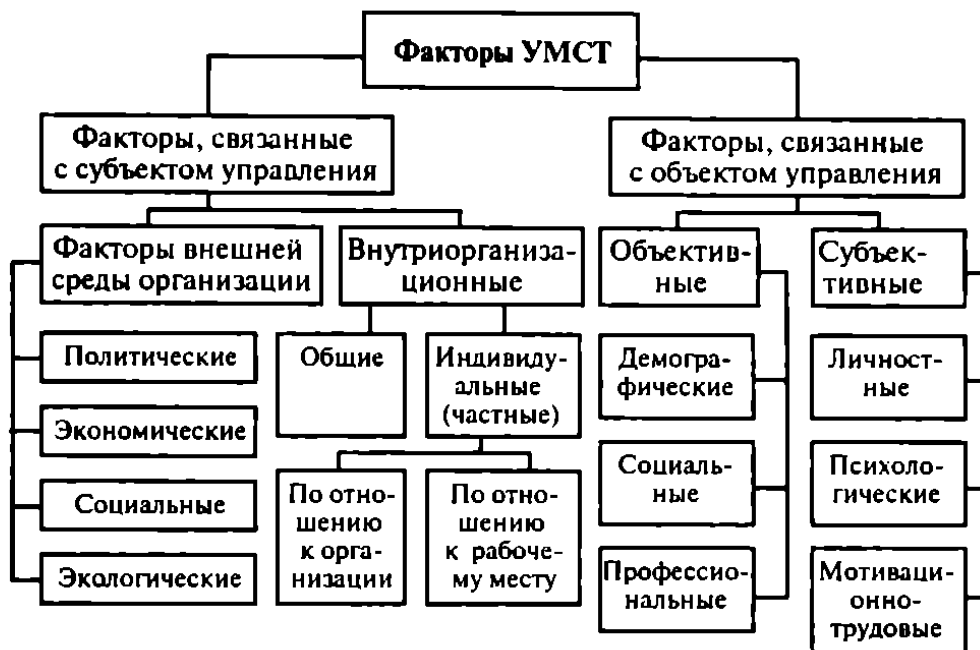 Факторы УМСТ
Факторы, связанные
с субъектом управления
Факторы, связанные
с объектом управления
Факторы внешней
среды организации
Внутриорганиза-
ционные
Объектив-
ные
Субъек-
тивные
Политические
Экономические
Социальные
Экологические
Общие
Индивиду-
альные
(частные)
По отно-
шению
к орга-
низации
По отно-
шению
к рабоче-
му месту
Демогра-
фические
Социаль-
ные
Профессио-
нальные
Личност-
ные
Психоло-
гические
Мотиваци-
онно-
трудовые